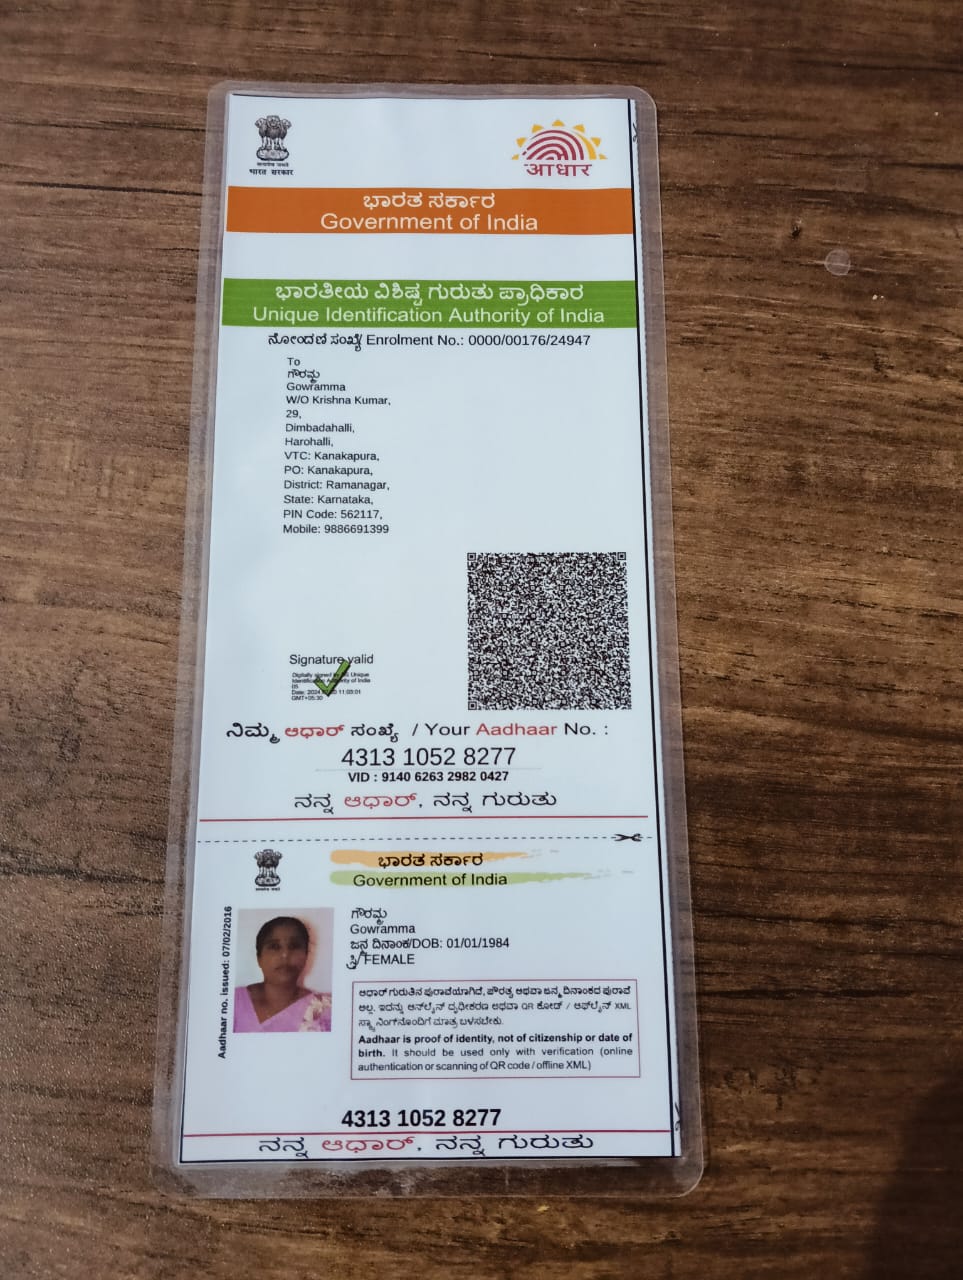 सत्यमेव जयते
भारत सरकार
आधार
ಭಾರತ ಸರ್ಕಾರ
Government of India
ಭಾರತೀಯ ವಿಶಿಷ್ಟ ಗುರುತು ಪ್ರಾಧಿಕಾರ
Unique Identification Authority of India
ನೋಂದಣಿ ಸಂಖ್ಯೆ/ Enrolment No.: 0000/00176/24947
To
ಗೌರಮ್ಮ
Gowramma
W/O Krishna Kumar,
29,
Dimbadahalli,
Harohalli,
VTC: Kanakapura,
PO: Kanakapura,
District: Ramanagar,
State: Karnataka,
PIN Code: 562117,
Mobile: 9886691399
Signature valid
Digitally signed by Unique
Identification Authority of India
05
Date: 2024 11:03:01
GMT+05:30
ನಿಮ್ಮ ಆಧಾರ್ ಸಂಖ್ಯೆ / Your Aadhaar No. :
4313 1052 8277
VID : 9140 6263 2982 0427
ನನ್ನ ಆಧಾರ್, ನನ್ನ ಗುರುತು
ಭಾರತ ಸರ್ಕಾರ
Government of India
Aadhaar no. issued: 07/02/2016
ಗೌರಮ್ಮ
Gowramma
ಜನ್ಮ ದಿನಾಂಕ/DOB: 01/01/1984
ಸ್ತ್ರೀ/ FEMALE
ಆಧಾರ್ ಗುರುತಿನ ಪುರಾವೆಯಾಗಿದೆ, ಪೌರತ್ವ ಅಥವಾ ಜನ್ಮ ದಿನಾಂಕದ ಪುರಾವೆ
ಅಲ್ಲ. ಇದನ್ನು ಆನ್‌ಲೈನ್ ದೃಢೀಕರಣ ಅಥವಾ QR ಕೋಡ್ / ಆಫ್‌ಲೈನ್ XML
ಸ್ಕ್ಯಾನಿಂಗ್‌ನೊಂದಿಗೆ ಮಾತ್ರ ಬಳಸಬೇಕು.
Aadhaar is proof of identity, not of citizenship or date of
birth. It should be used only with verification (online
authentication or scanning of QR code / offline XML)
4313 1052 8277
ನನ್ನ ಆಧಾರ್, ನನ್ನ ಗುರುತು